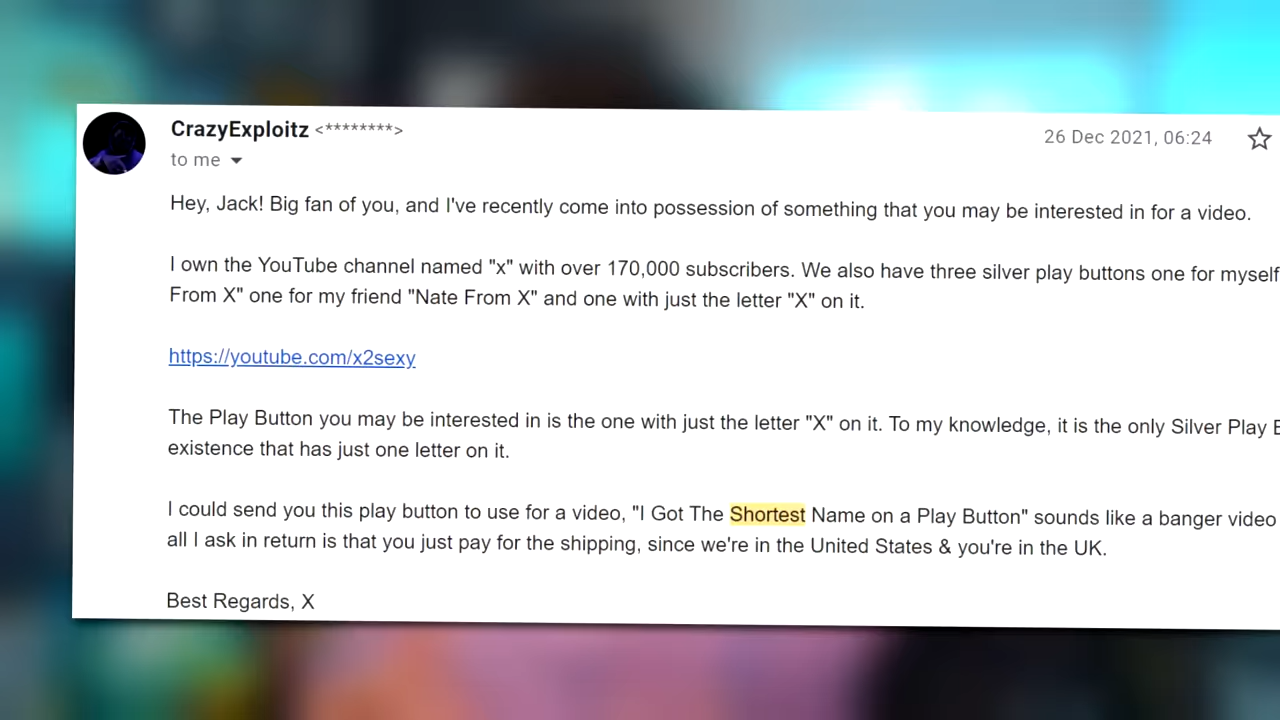 CrazyExploitz <********>
26 Dec 2021, 06:24
to me
Hey, Jack! Big fan of you, and I've recently come into possession of something that you may be interested in for a video.
I own the YouTube channel named "x" with over 170,000 subscribers. We also have three silver play buttons one for myself
From X" one for my friend "Nate From X" and one with just the letter "X" on it.
https://youtube.com/x2sexy
The Play Button you may be interested in is the one with just the letter "X" on it. To my knowledge, it is the only Silver Play
existence that has just one letter on it.
I could send you this play button to use for a video, "I Got The Shortest Name on a Play Button" sounds like a banger video
all I ask in return is that you just pay for the shipping, since we're in the United States & you're in the UK.
Best Regards, X